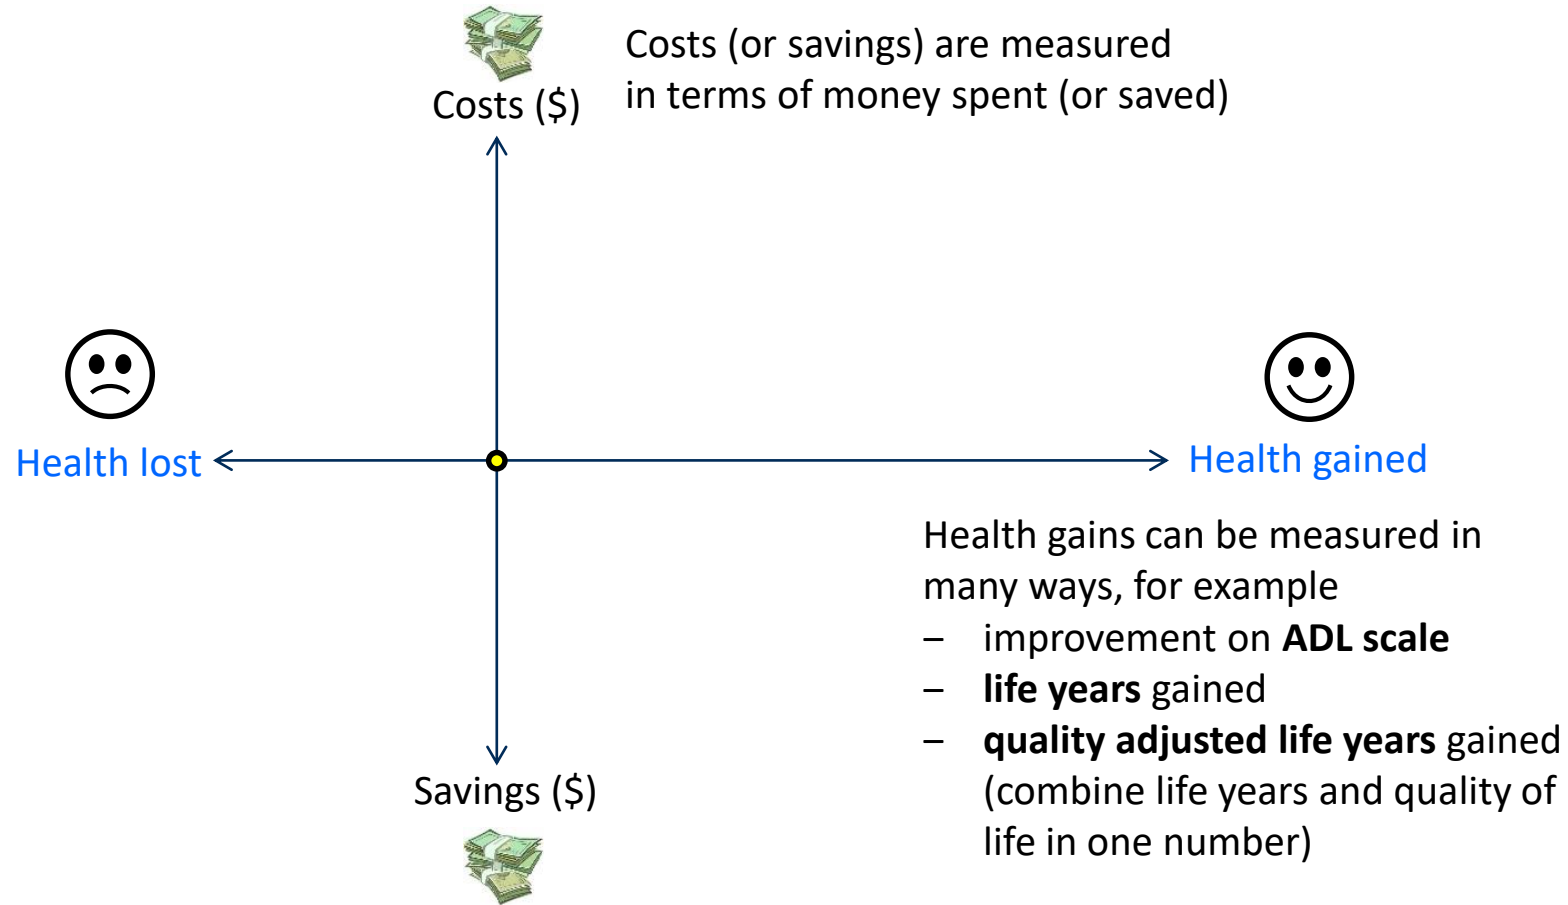 Costs (or savings) are measured
in terms of money spent (or saved)
Costs ($)
Health lost
Health gained
Health gains can be measured in
many ways, for example
– improvement on ADL scale
– life years gained
– quality adjusted life years gained
(combine life years and quality of
life in one number)
Savings ($)